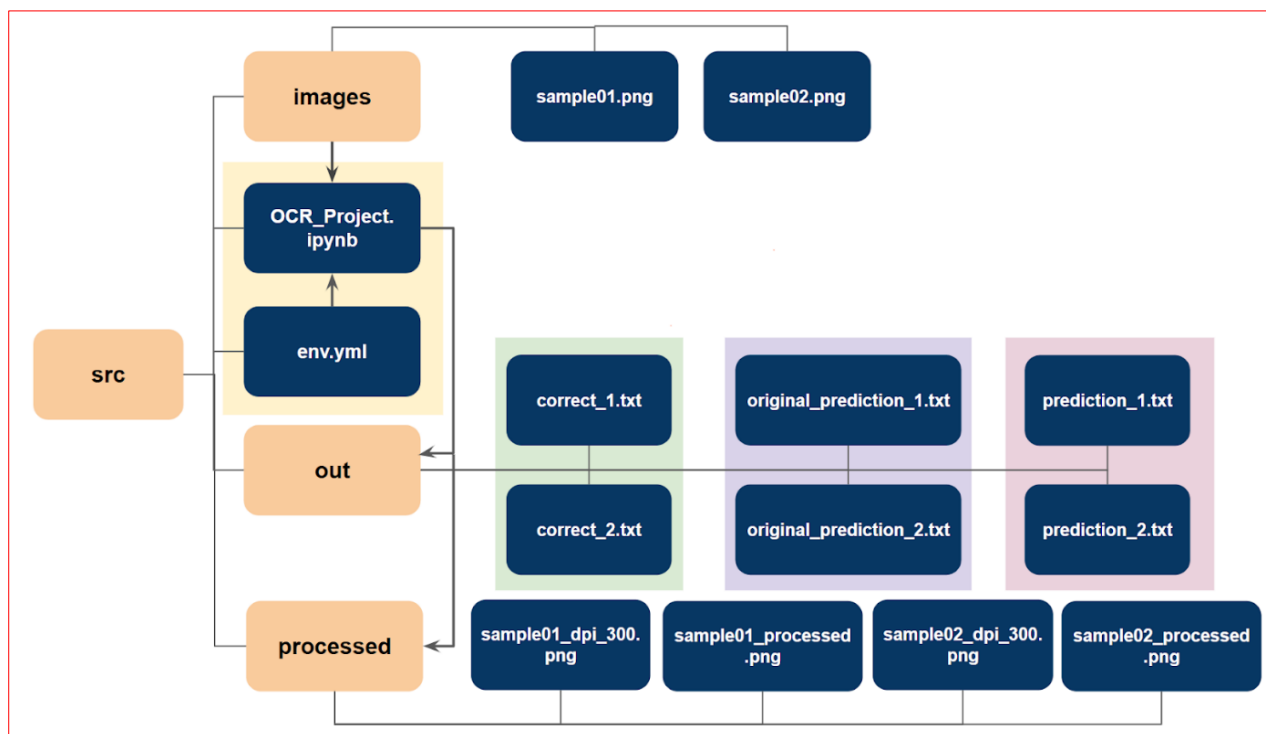 images
sample01.png
sample02.png
OCR_Project.
ipynb
env.yml
src
correct_1.txt
original_prediction_1.txt
prediction_1.txt
out
correct_2.txt
original_prediction_2.txt
prediction_2.txt
processed
sample01_dpi_300.
png
sample01_processed
.png
sample02_dpi_300.
png
sample02_processed
.png